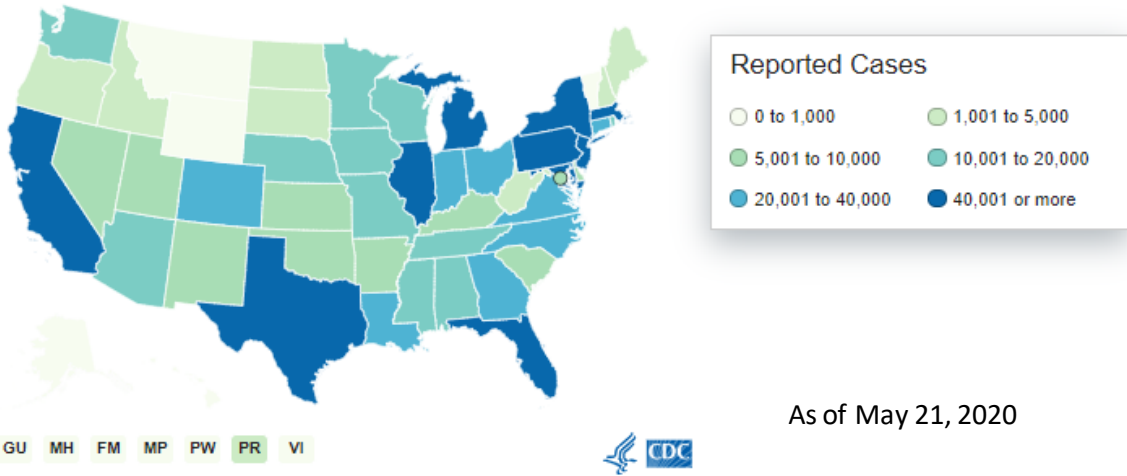 Reported Cases
0 to 1,000
1,001 to 5,000
5,001 to 10,000
10,001 to 20,000
20,001 to 40,000
40,001 or more
As of May 21, 2020
GU MH FM MP PW PR VI
CDC